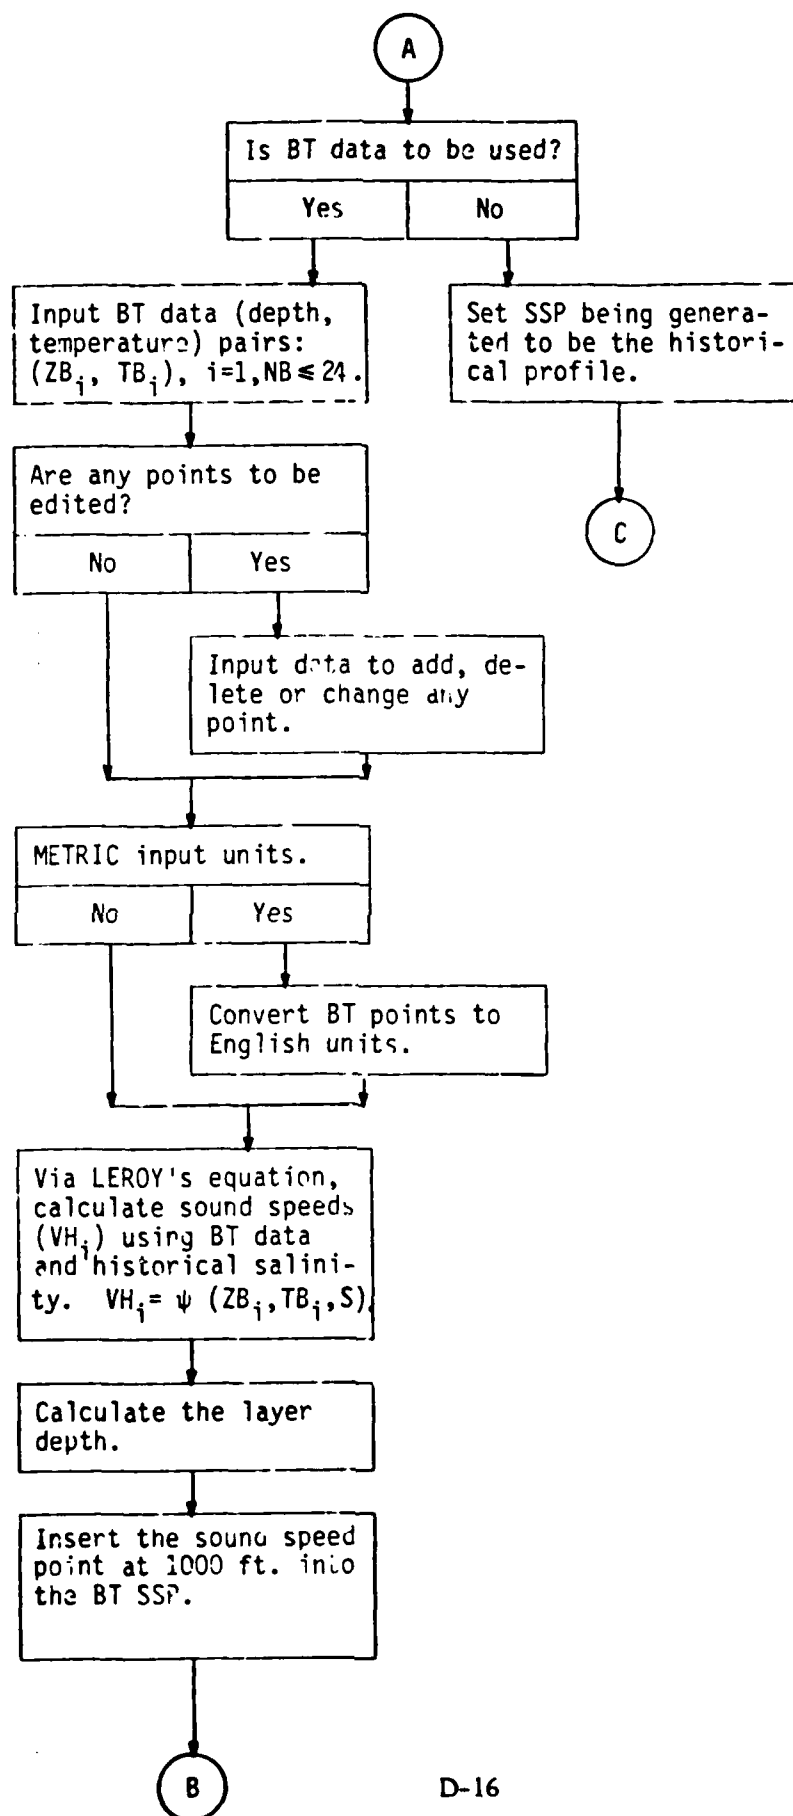 A
Is BT data to be used?
Yes No
Input BT data (depth,
temperature) pairs:
(ZB_i, TB_i), i=1,NB≤24.
Set SSP being genera-
ted to be the histori-
cal profile.
Are any points to be
edited?
No Yes
C
Input data to add, de-
lete or change any
point.
METRIC input units.
No Yes
Convert BT points to
English units.
Via LEROY's equation,
calculate sound speeds
(VH_i) using BT data
and historical salini-
ty. VH_i= ψ (ZB_i,TB_i,S).
Calculate the layer
depth.
Insert the sound speed
point at 1000 ft. into
the BT SSP.
B
D-16